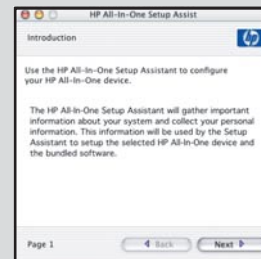 HP All-In-One Setup Assist
Introduction
hp
Use the HP All-In-One Setup Assistant to configure
your HP All-In-One device.
The HP All-In-One Setup Assistant will gather important
information about your system and collect your personal
information. This information will be used by the Setup
Assistant to setup the selected HP All-In-One device and
the bundled software.
Page 1
Back
Next